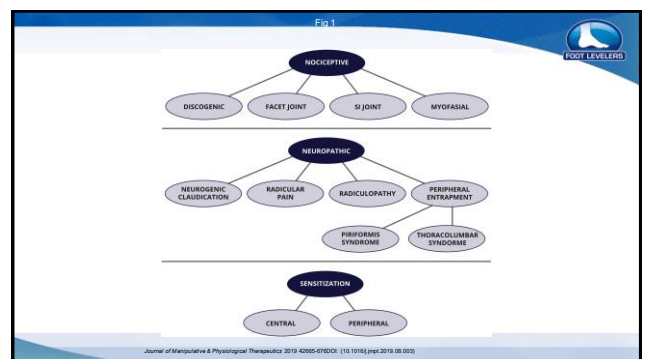 Fig 1
FOOT LEVELERS
NOCICEPTIVE
DISCOGENIC
FACET JOINT
SI JOINT
MYOFASIAL
NEUROPATHIC
NEUROGENIC
CLAUDICATION
RADICULAR
PAIN
RADICULOPATHY
PERIPHERAL
ENTRAPMENT
PIRIFORMIS
SYNDROME
THORACOLUMBAR
SYNDORME
SENSITIZATION
CENTRAL
PERIPHERAL
Journal of Manipulative & Physiological Therapeutics 2019 42665-676DOI: (10.1016/j.jmpt.2019.06.003)